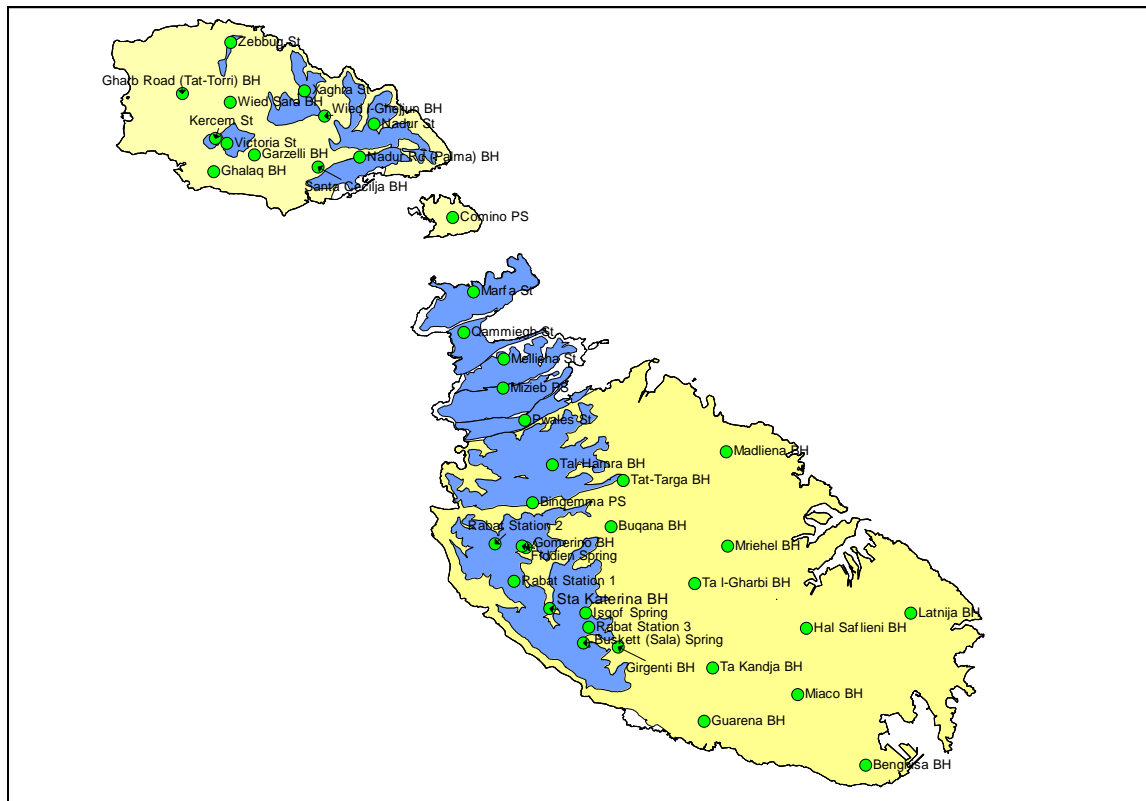 Zebbug St
Gharb Road (Tat-Torri) BH
Xaghra St
Wied Sara BH
Wied l-Ghejjun BH
Kercem St
Nadur St
Victoria St
Garzelli BH
Nadur Rd (Palma) BH
Ghalaq BH
Santa Cecilja BH
Comino PS
Marfa St
Qammiegh St
Mellieha St
Mizieb PS
Pwales St
Madliena BH
Tal-Hamra BH
Tat-Targa BH
Bingemma PS
Rabat Station 2
Buqana BH
Gomerino BH
Mriehel BH
Fiddien Spring
Rabat Station 1
Ta l-Gharbi BH
Sta Katerina BH
Isqof Spring
Latnija BH
Rabat Station 3
Hal Saflieni BH
Buskett (Sala) Spring
Girgenti BH
Ta Kandja BH
Miaco BH
Guarena BH
Benghisa BH